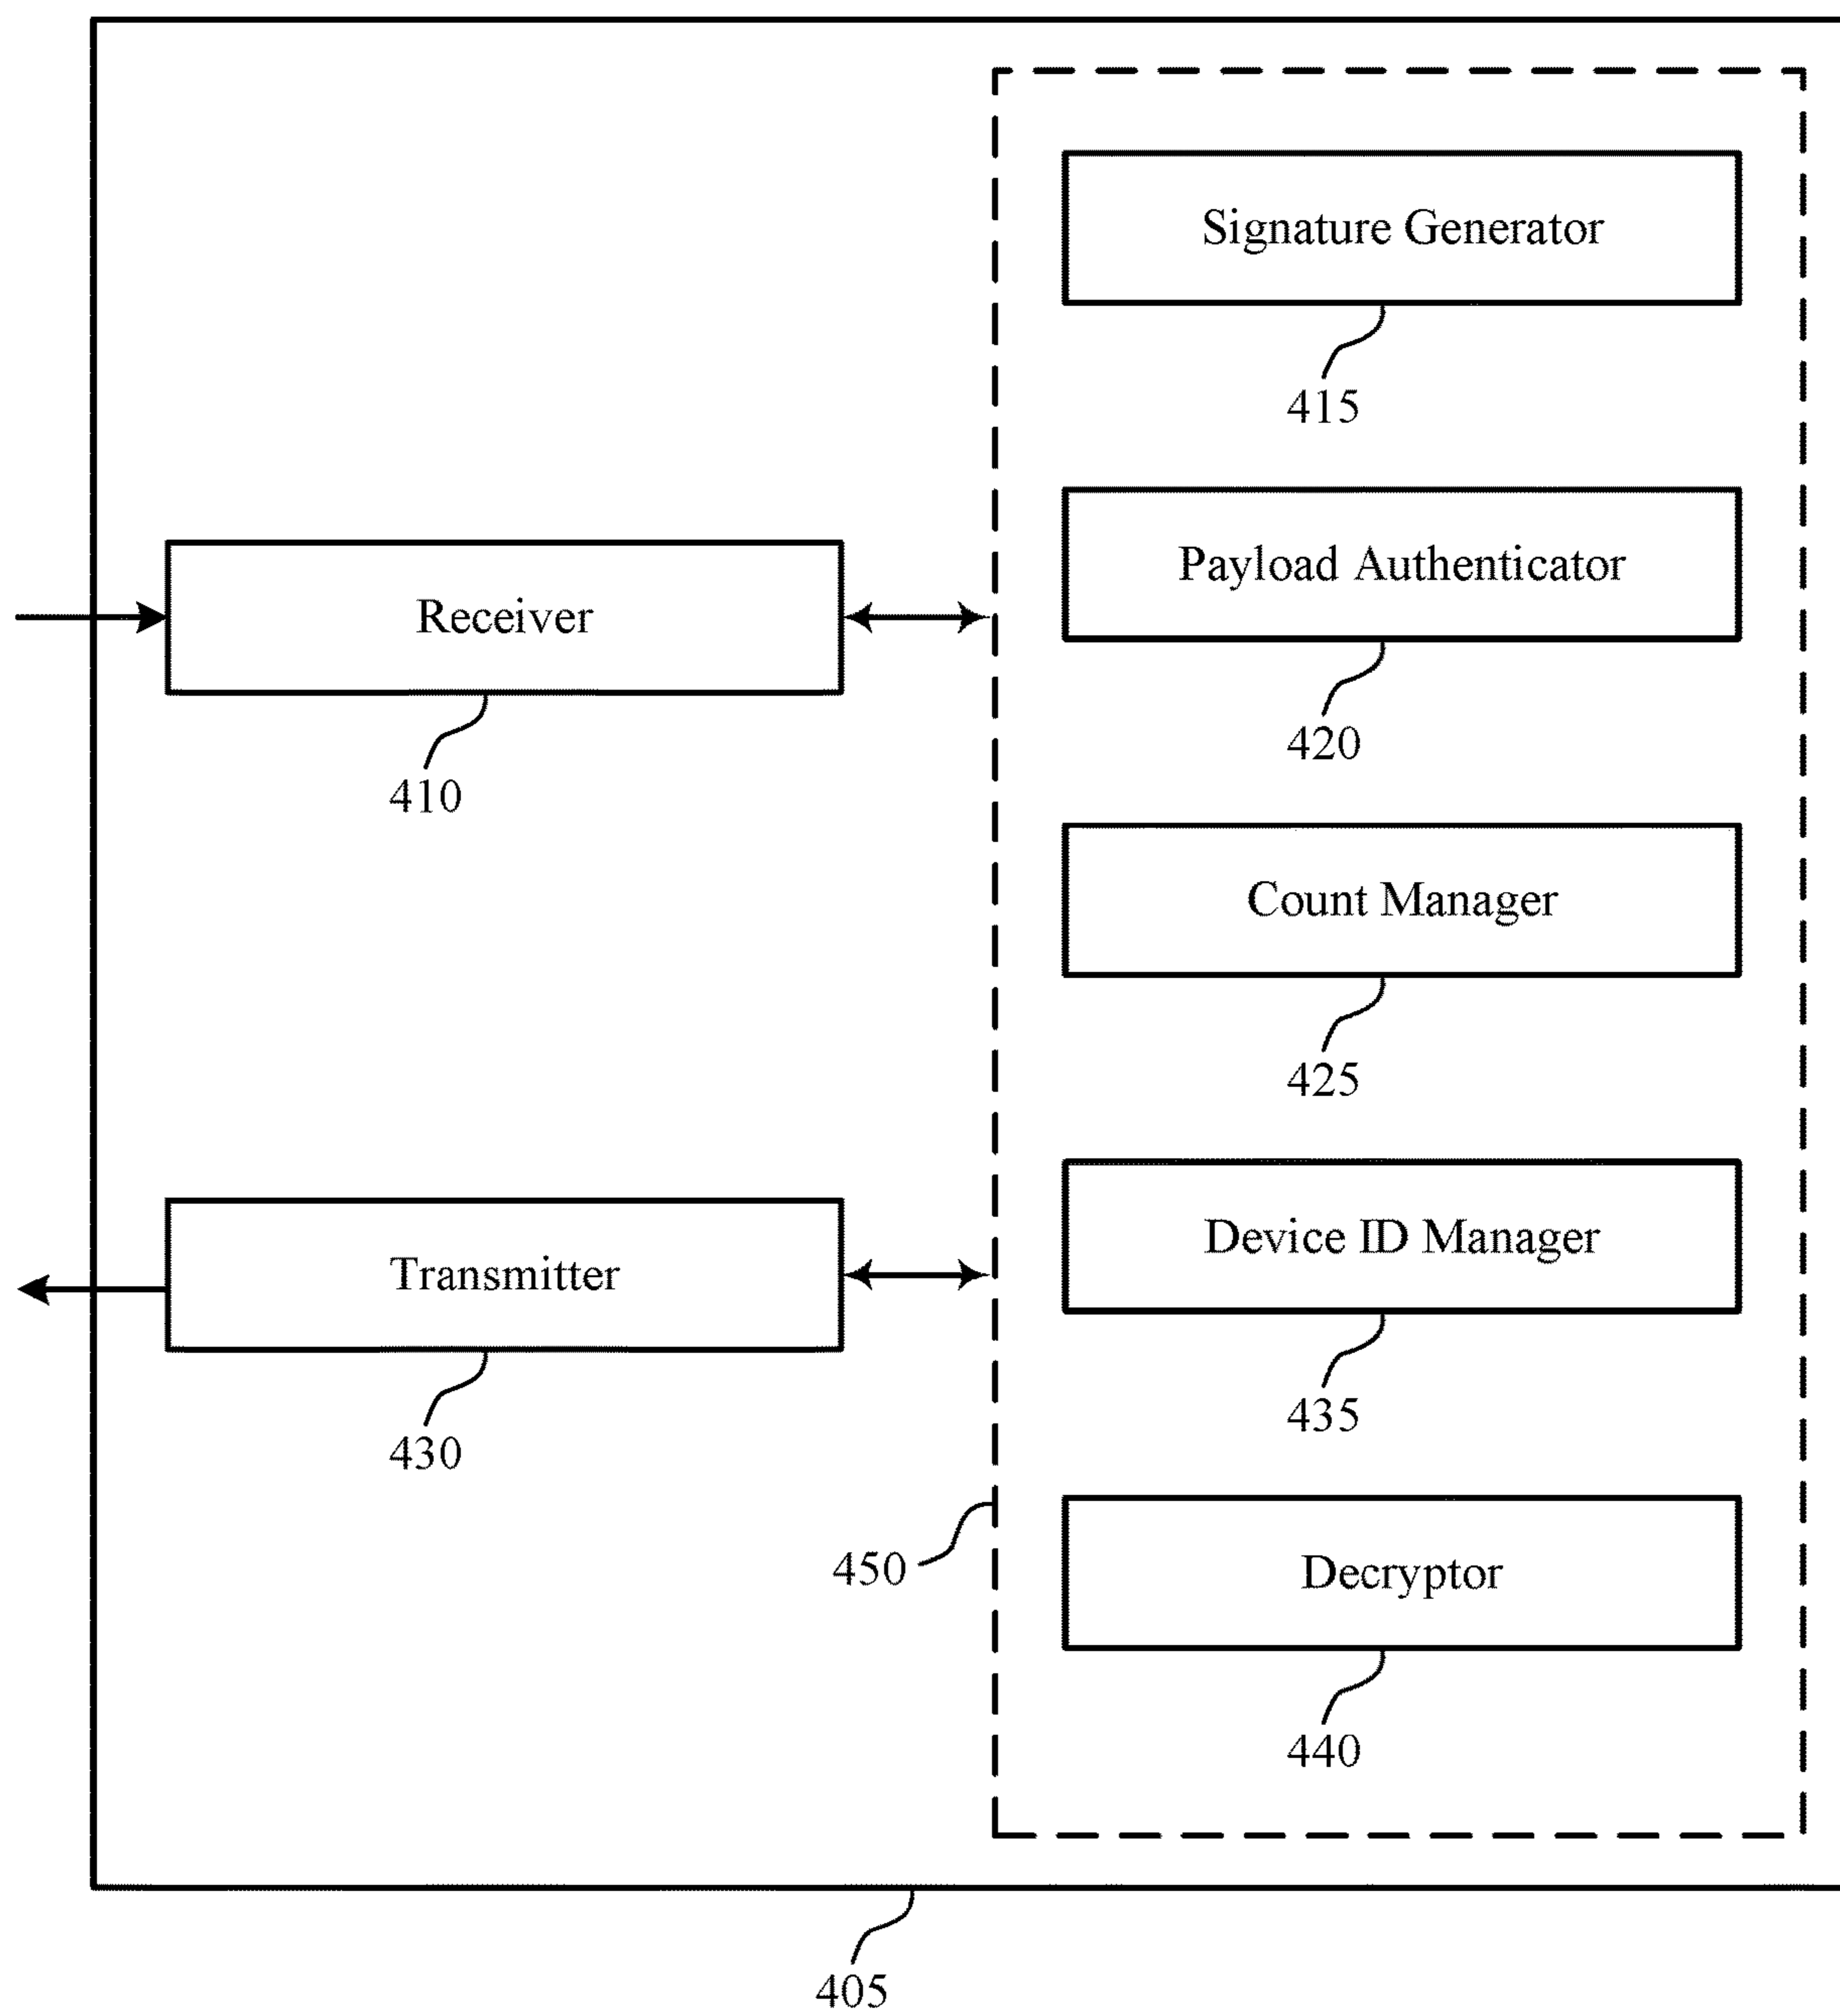 Signature Generator
415
Payload Authenticator
420
Receiver
410
Count Manager
425
Device ID Manager
435
Transmitter
430
450
Decryptor
440
405